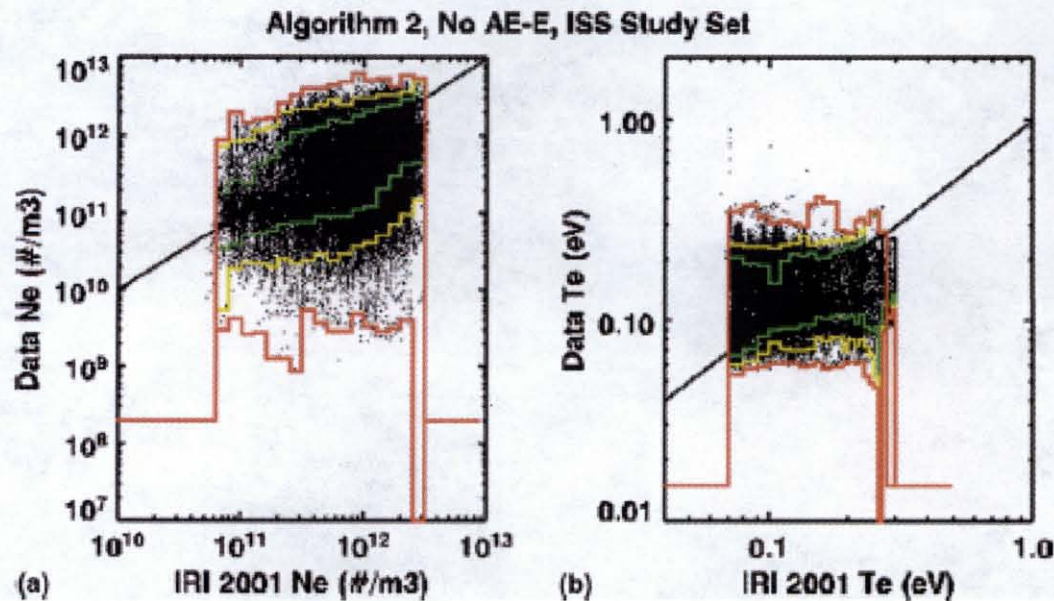 Algorithm 2, No AE-E, ISS Study Set
10^13
10^12
10^11
10^10
10^9
10^8
10^7
Data Ne (#/m3)
10^10
10^11
10^12
10^13
(a)
IRI 2001 Ne (#/m3)
1.00
0.10
0.01
Data Te (eV)
0.1
1.0
(b)
IRI 2001 Te (eV)